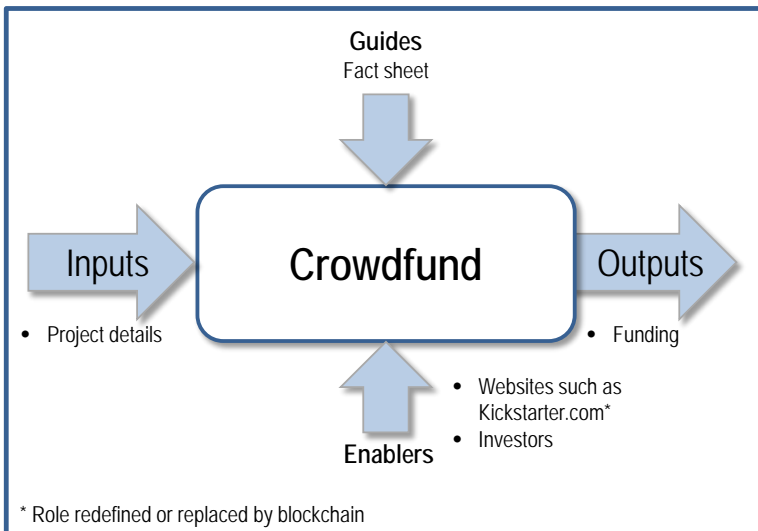 Guides
Fact sheet
Inputs
Crowdfund
Outputs
• Project details
• Funding
• Websites such as
Kickstarter.com*
• Investors
Enablers
* Role redefined or replaced by blockchain